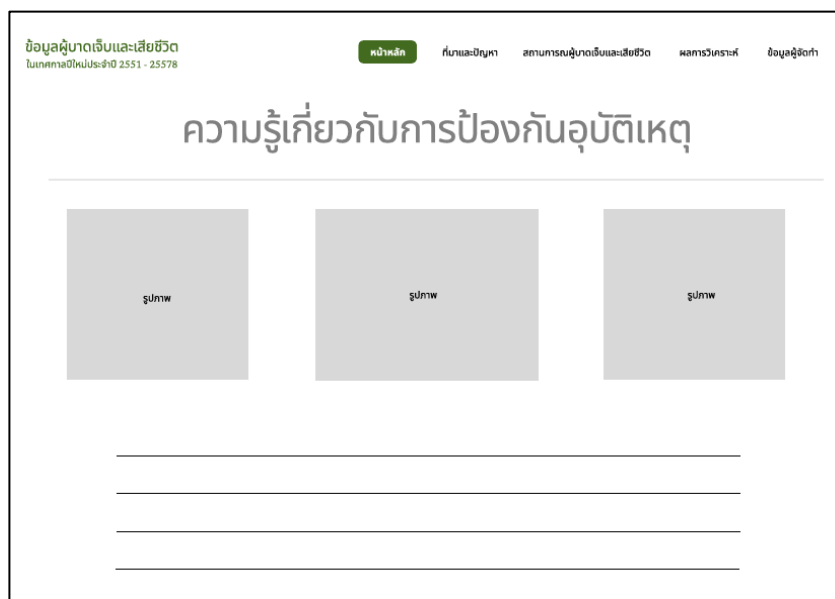 ข้อมูลผู้บาดเจ็บและเสียชีวิต
ในเทศกาลปีใหม่ประจำปี 2551 - 25578
หน้าหลัก
ที่มาและปัญหา
สถานการณผู้บาดเจ็บและเสียชีวิต
ผลการวิเคราะห์
ข้อมูลผู้จัดทำ
ความรู้เกี่ยวกับการป้องกันอุบัติเหตุ
รูปภาพ
รูปภาพ
รูปภาพ